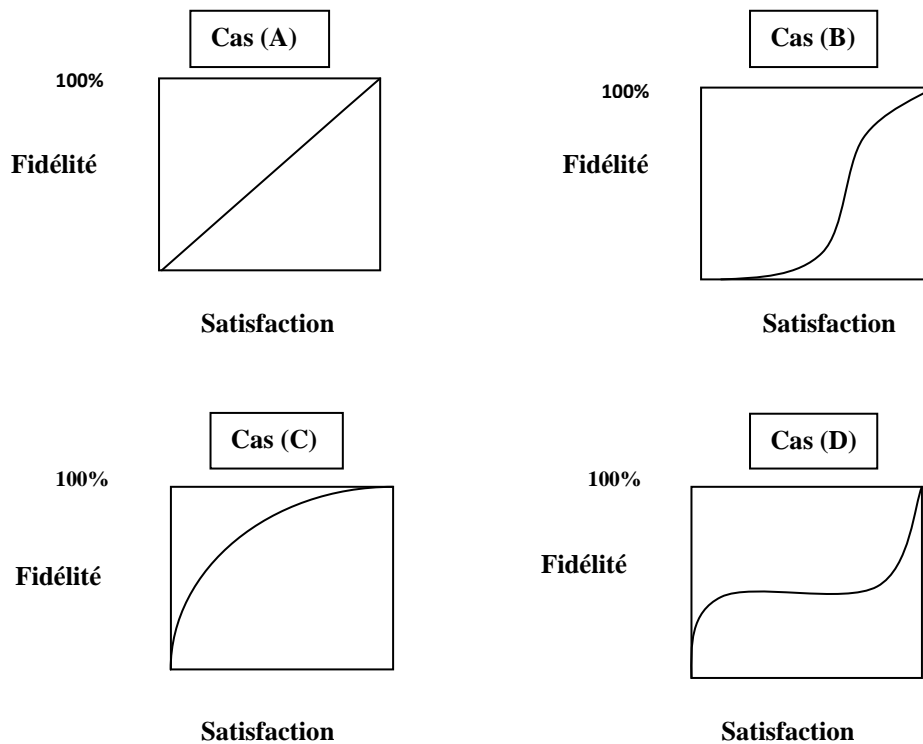 Cas (A)
100%
Fidélité
Satisfaction
Cas (B)
100%
Fidélité
Satisfaction
Cas (C)
100%
Fidélité
Satisfaction
Cas (D)
100%
Fidélité
Satisfaction